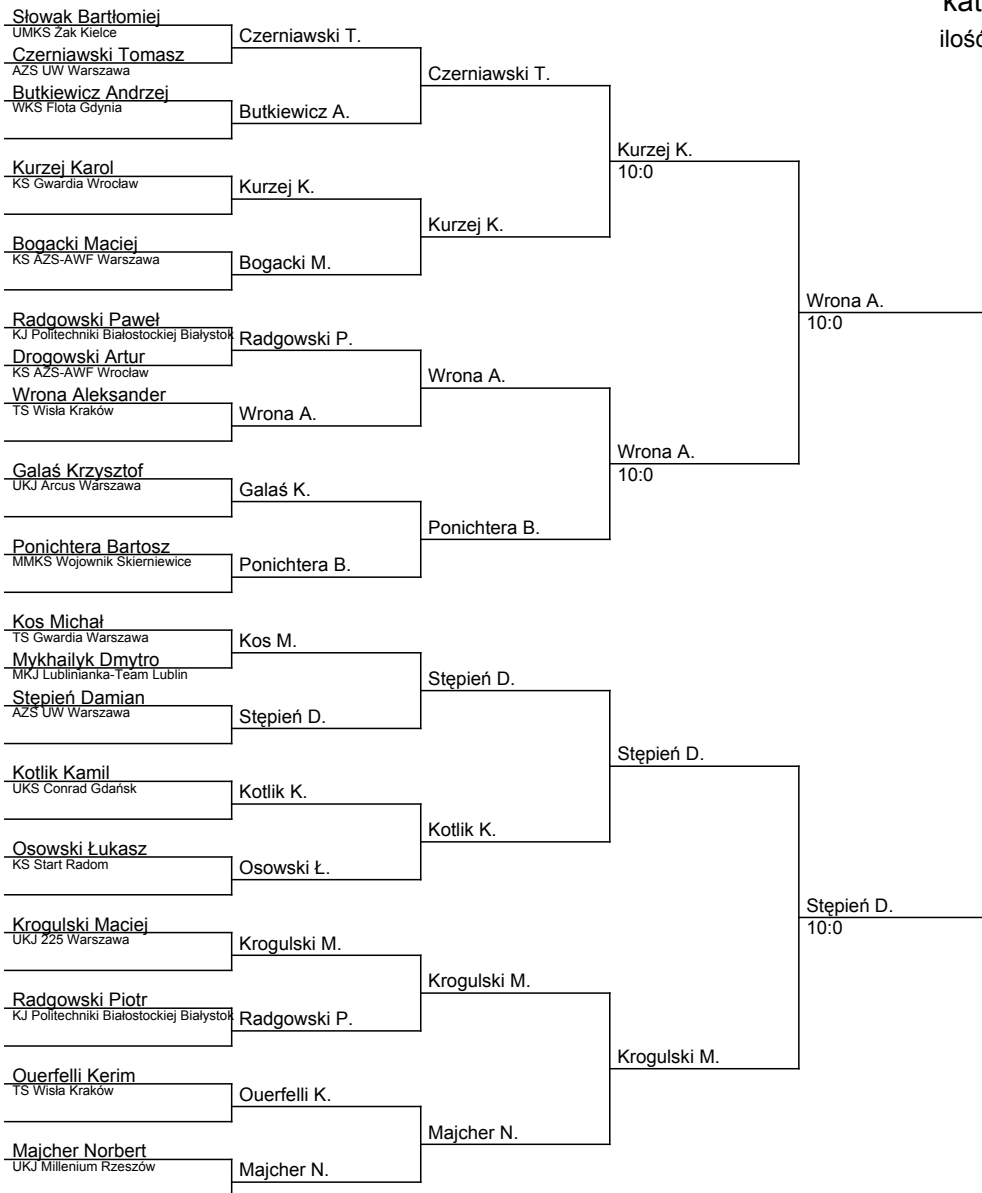 kat
ilość
Słowak Bartłomiej
UMKS Żak Kielce
Czerniawski Tomasz
AZS UW Warszawa
Butkiewicz Andrzej
WKS Flota Gdynia
Kurzej Karol
KS Gwardia Wrocław
Bogacki Maciej
KS AZS-AWF Warszawa
Radgowski Paweł
KJ Politechniki Białostockiej Białystok
Drogowski Artur
KS AZS-AWF Wrocław
Wrona Aleksander
TS Wisła Kraków
Galaś Krzysztof
UKJ Arcus Warszawa
Ponichtera Bartosz
MMKS Wojownik Skierniewice
Kos Michał
TS Gwardia Warszawa
Mykhailyk Dmytro
MKJ Lublinianka-Team Lublin
Stępień Damian
AZS UW Warszawa
Kotlik Kamil
UKS Conrad Gdańsk
Osowski Łukasz
KS Start Radom
Krogulski Maciej
UKJ 225 Warszawa
Radgowski Piotr
KJ Politechniki Białostockiej Białystok
Ouerfelli Kerim
TS Wisła Kraków
Majcher Norbert
UKJ Millenium Rzeszów
Czerniawski T.
Butkiewicz A.
Kurzej K.
Bogacki M.
Radgowski P.
Wrona A.
Galaś K.
Ponichtera B.
Kos M.
Stępień D.
Kotlik K.
Osowski Ł.
Krogulski M.
Radgowski P.
Ouerfelli K.
Majcher N.
Czerniawski T.
Kurzej K.
Wrona A.
Ponichtera B.
Stępień D.
Kotlik K.
Krogulski M.
Majcher N.
Kurzej K.
10:0
Wrona A.
10:0
Stępień D.
Krogulski M.
Wrona A.
10:0
Stępień D.
10:0